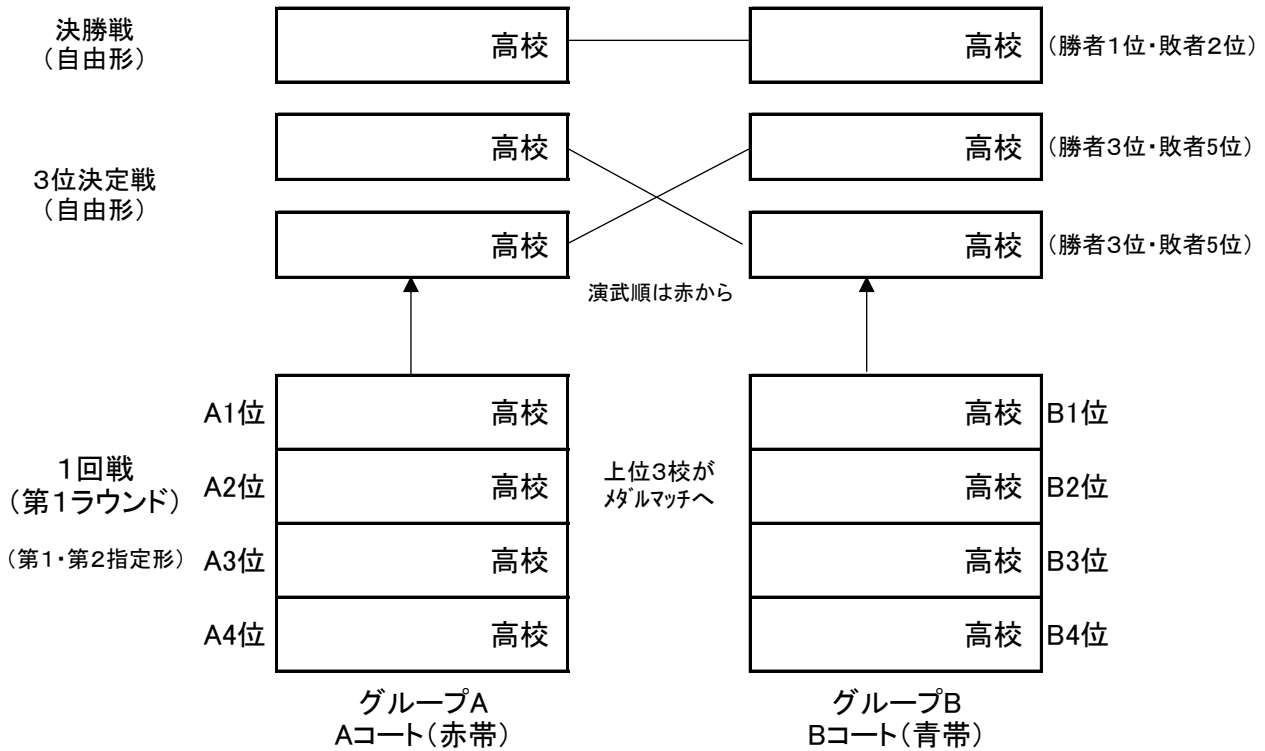 決勝戦
（自由形）
高校
高校
（勝者１位・敗者２位）
高校
高校
（勝者３位・敗者5位）
３位決定戦
（自由形）
高校
高校
（勝者３位・敗者5位）
演武順は赤から
A1位
高校
高校
B1位
１回戦
（第１ラウンド）
（第１・第２指定形）
A2位
高校
上位３校が
ﾒﾀﾞﾙﾏｯﾁへ
高校
B2位
A3位
高校
高校
B3位
A4位
高校
高校
B4位
グループA
Aコート（赤帯）
グループB
Bコート（青帯）